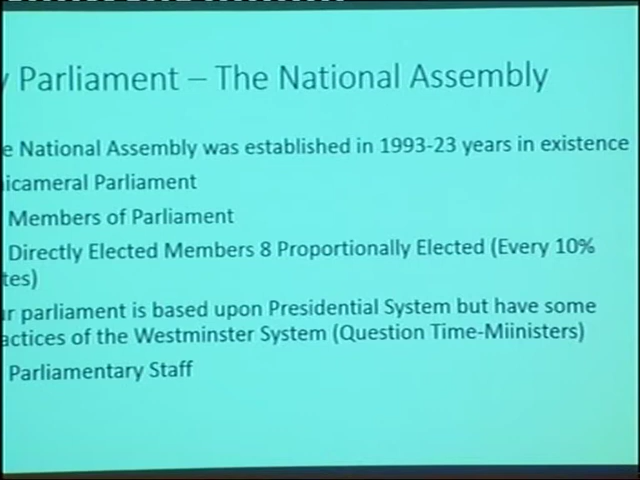 y Parliament – The National Assembly
e National Assembly was established in 1993-23 years in existence
icameral Parliament
Members of Parliament
Directly Elected Members 8 Proportionally Elected (Every 10%
tes)
r parliament is based upon Presidential System but have some
actices of the Westminster System (Question Time-Miinisters)
Parliamentary Staff